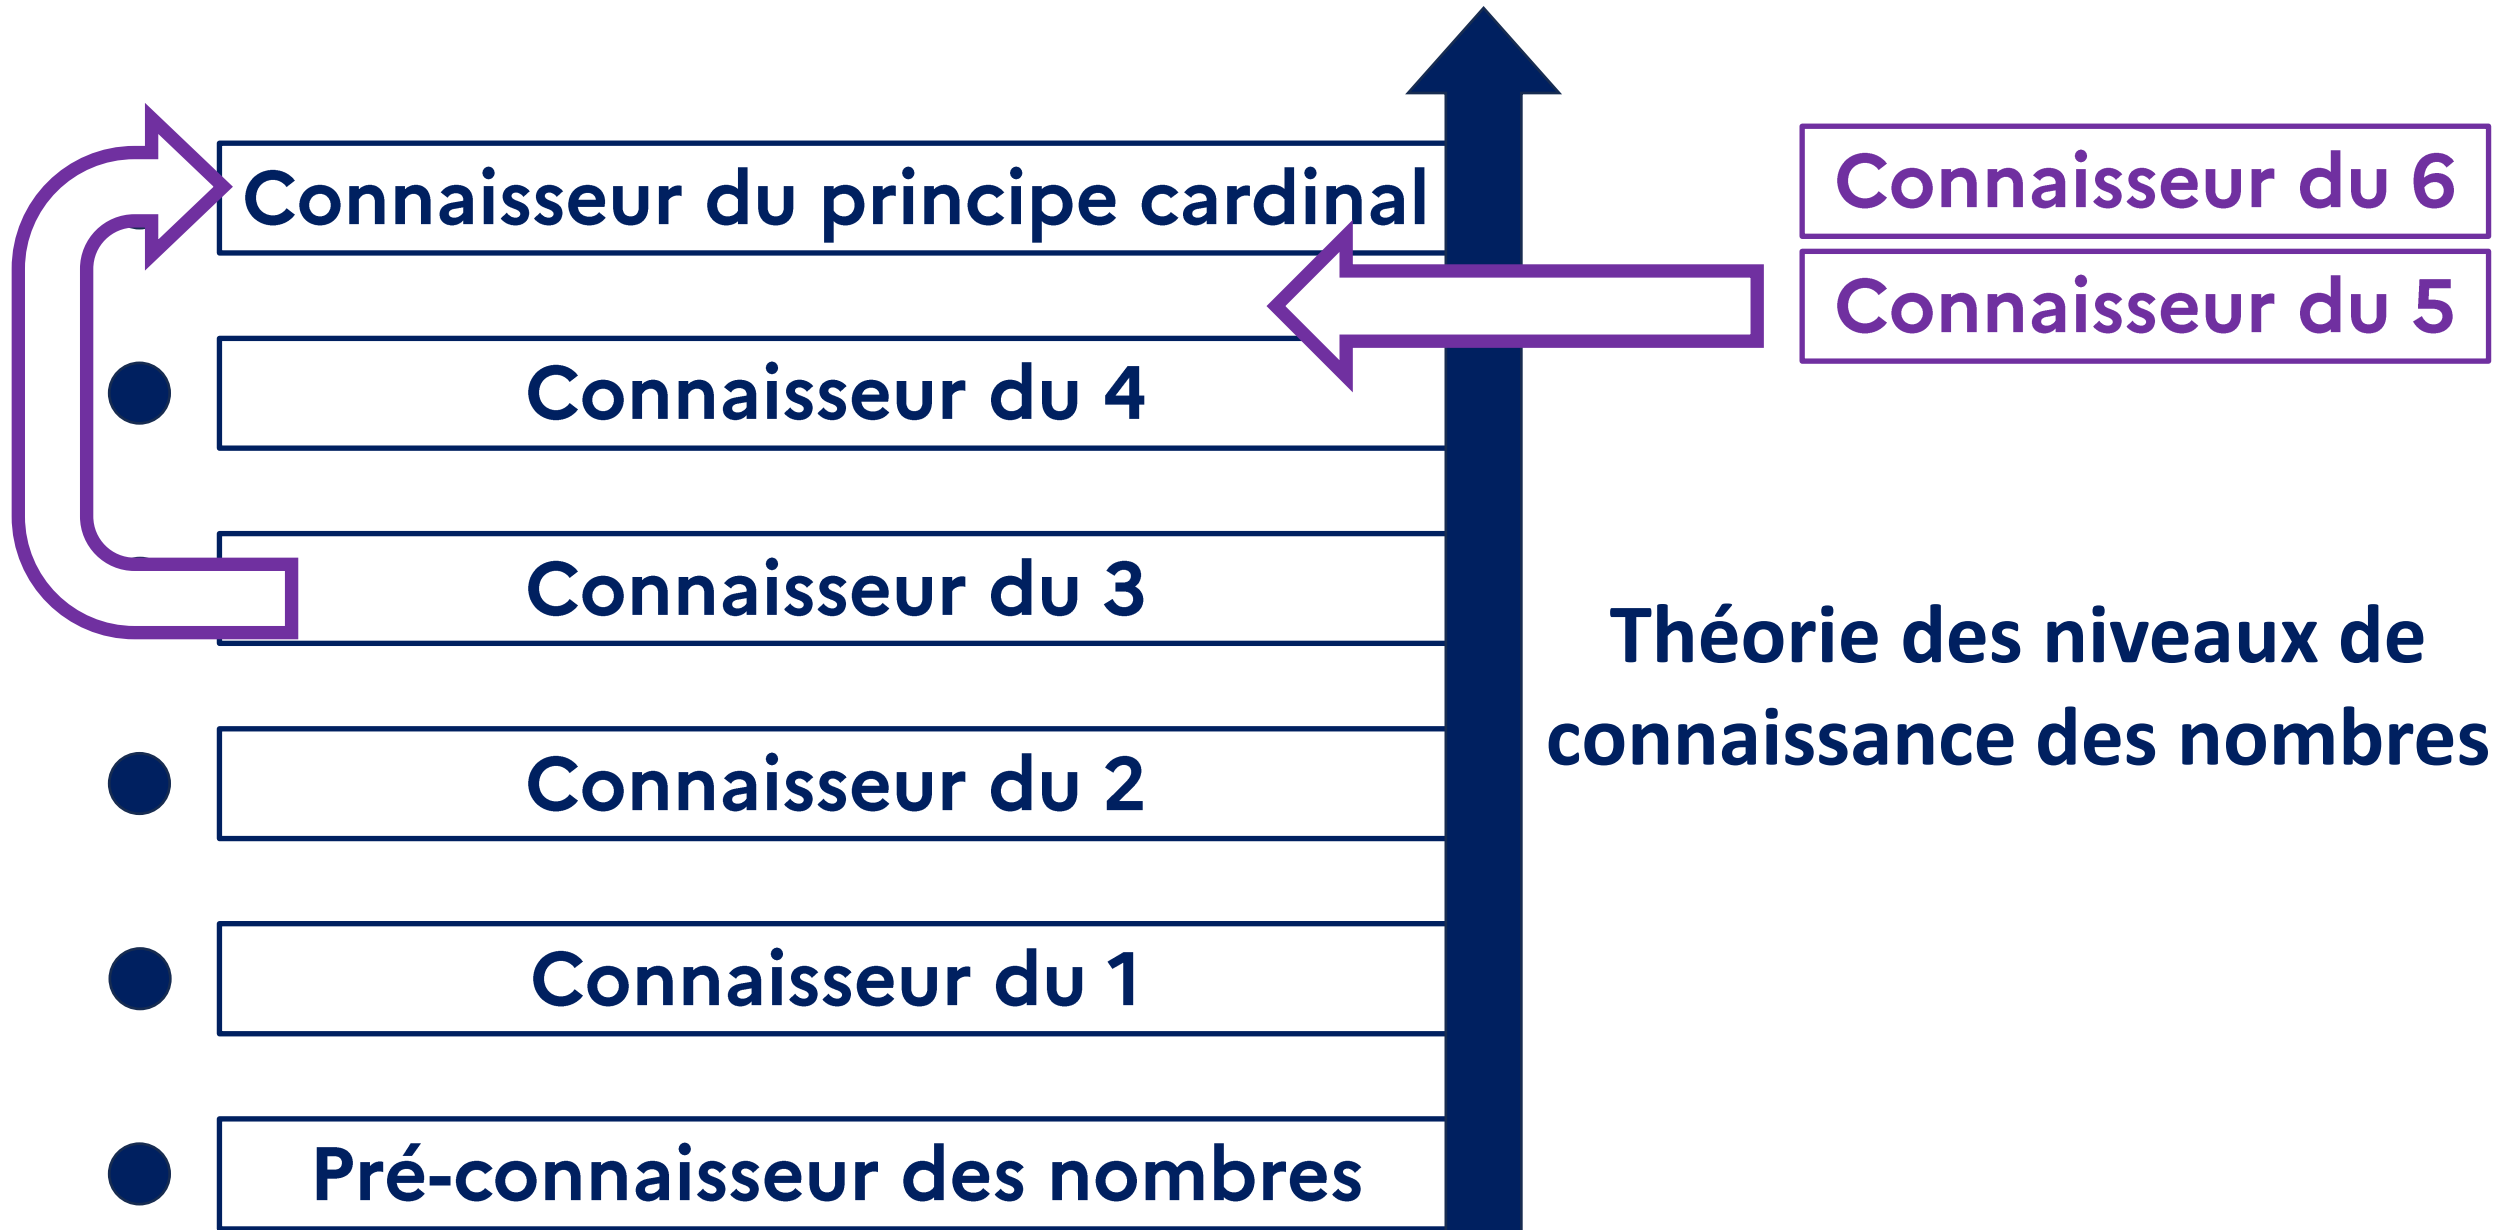 Connaisseur du principe cardinal
Connaisseur du 6
Connaisseur du 5
Connaisseur du 4
Connaisseur du 3
Théorie des niveaux de
connaissance des nombres
Connaisseur du 2
Connaisseur du 1
Pré-connaisseur des nombres